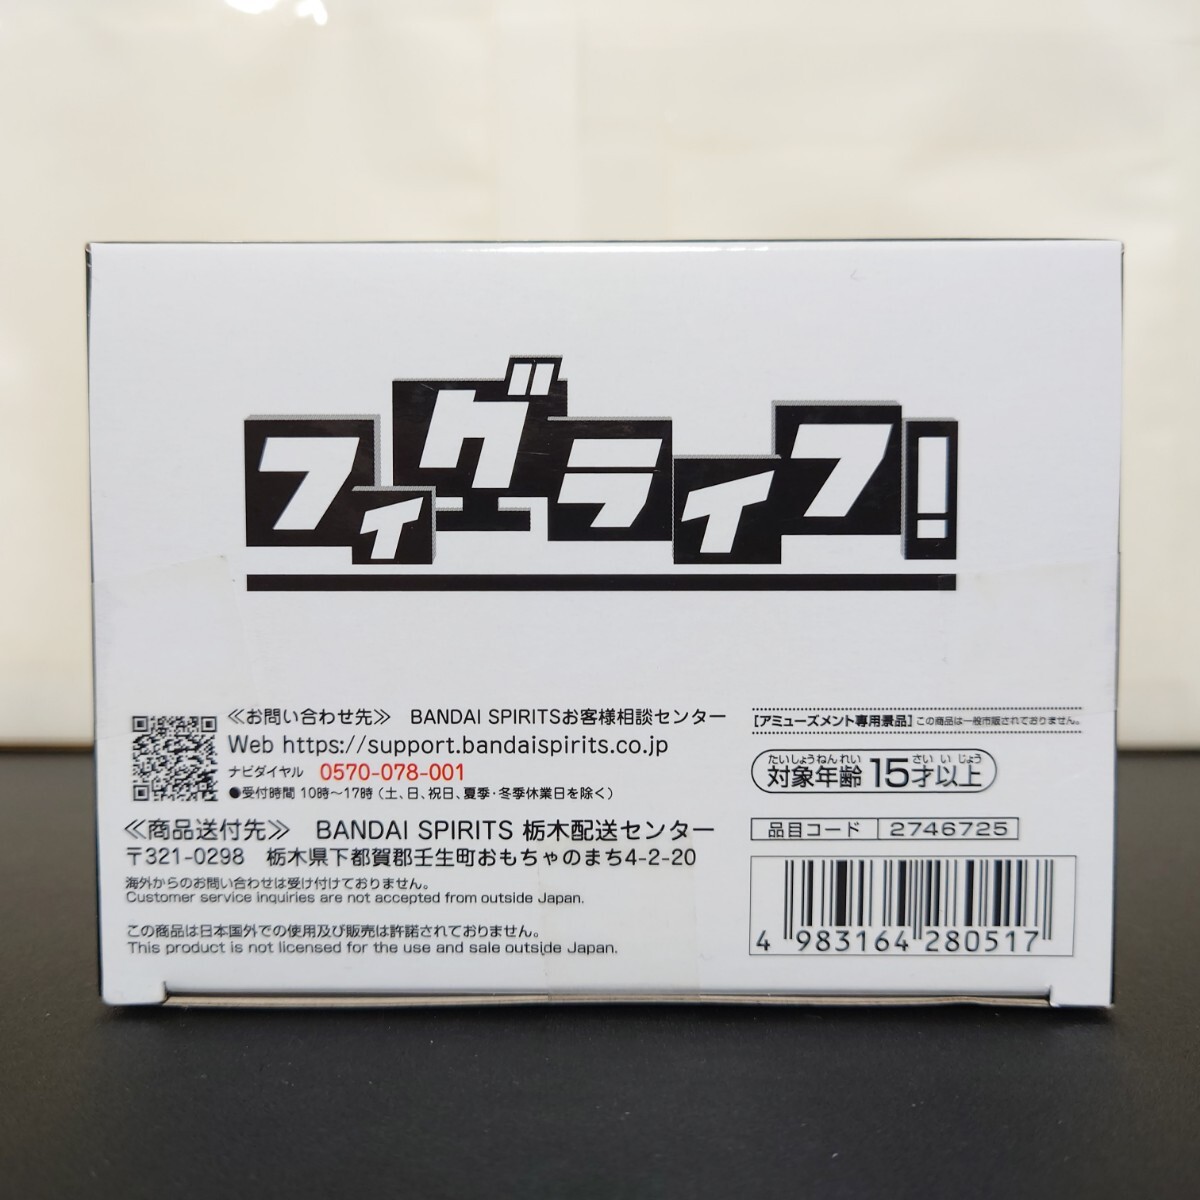 フィグライフ!
≪お問い合わせ先≫ BANDAI SPIRITSお客様相談センター
Web https://support.bandaispirits.co.jp
ナビダイヤル 0570-078-001
●受付時間 10時〜17時(土、日、祝日、夏季・冬季休業日を除く)
≪商品送付先≫ BANDAI SPIRITS 栃木配送センター
〒321-0298 栃木県下都賀郡壬生町おもちゃのまち4-2-20
海外からのお問い合わせは受け付けておりません。
Customer service inquiries are not accepted from outside Japan.
この商品は日本国外での使用及び販売は許諾されておりません。
This product is not licensed for the use and sale outside Japan.
[アミューズメント専用景品] この商品は一般市販されておりません。
たいしょうねんれい さいいじょう
対象年齢 15才以上
品目コード 2746725
4 983164 280517